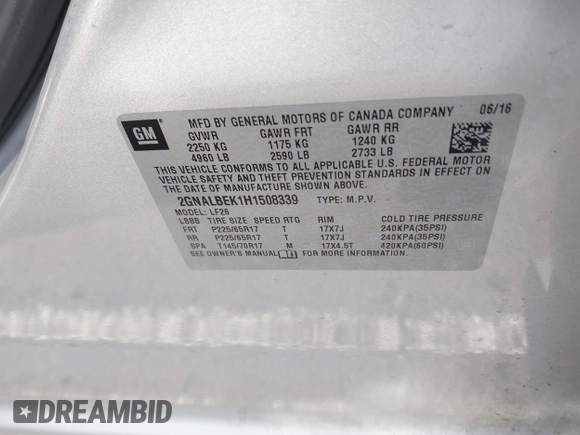 GM
MFD BY GENERAL MOTORS OF CANADA COMPANY 06/16
GVWR GAWR FRT GAWR RR
2250 KG 1175 KG 1240 KG
4960 LB 2590 LB 2733 LB
THIS VEHICLE CONFORMS TO ALL APPLICABLE U.S. FEDERAL MOTOR
VEHICLE SAFETY AND THEFT PREVENTION STANDARDS IN EFFECT ON
THE DATE OF MANUFACTURE SHOWN ABOVE.
2GNALBEK1H1508339 TYPE: M.P.V.
MODEL: LF26
LBBB TIRE SIZE SPEED RTG RIM COLD TIRE PRESSURE
FRT P225/65R17 T 17X7J 240KPA(35PSI)
RR P225/65R17 T 17X7J 240KPA(35PSI)
SPA T145/70R17 M 17X4.5T 420KPA(60PSI)
SEE OWNER'S MANUAL FOR MORE INFORMATION.
DREAMBID